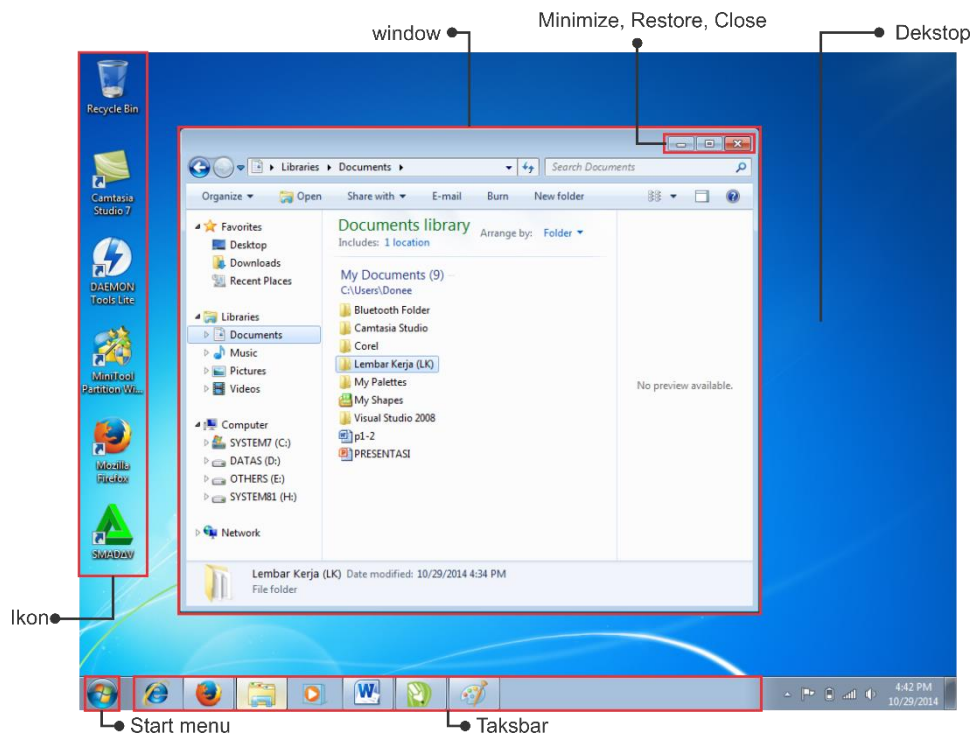 window
Minimize, Restore, Close
Dekstop
Recycle Bin
Camtasia
Studio 7
DAEMON
Tools Lite
MiniTool
Partition Wi...
Mozilla
Firefox
SMADAV
Ikon
Libraries Documents
Search Documents
Organize Open Share with E-mail Burn New folder
Favorites
Desktop
Downloads
Recent Places
Libraries
Documents
Music
Pictures
Videos
Computer
SYSTEM7 (C:)
DATAS (D:)
OTHERS (E:)
SYSTEM81 (H:)
Network
Documents library
Includes: 1 location
Arrange by: Folder
My Documents (9)
C:\Users\Donee
Bluetooth Folder
Camtasia Studio
Corel
Lembar Kerja (LK)
My Palettes
My Shapes
Visual Studio 2008
p1-2
PRESENTASI
No preview available.
Lembar Kerja (LK) Date modified: 10/29/2014 4:34 PM
File folder
4:42 PM
10/29/2014
Start menu
Taksbar